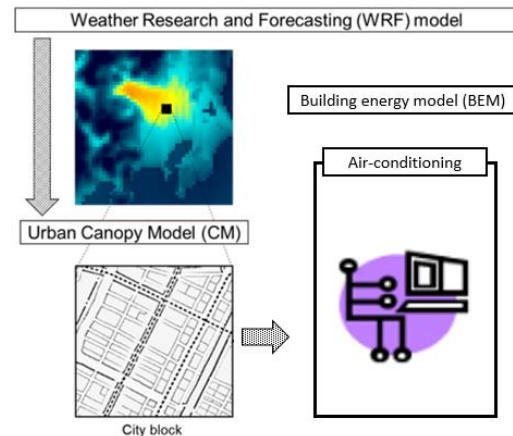 Weather Research and Forecasting (WRF) model
Building energy model (BEM)
Air-conditioning
Urban Canopy Model (CM)
City block